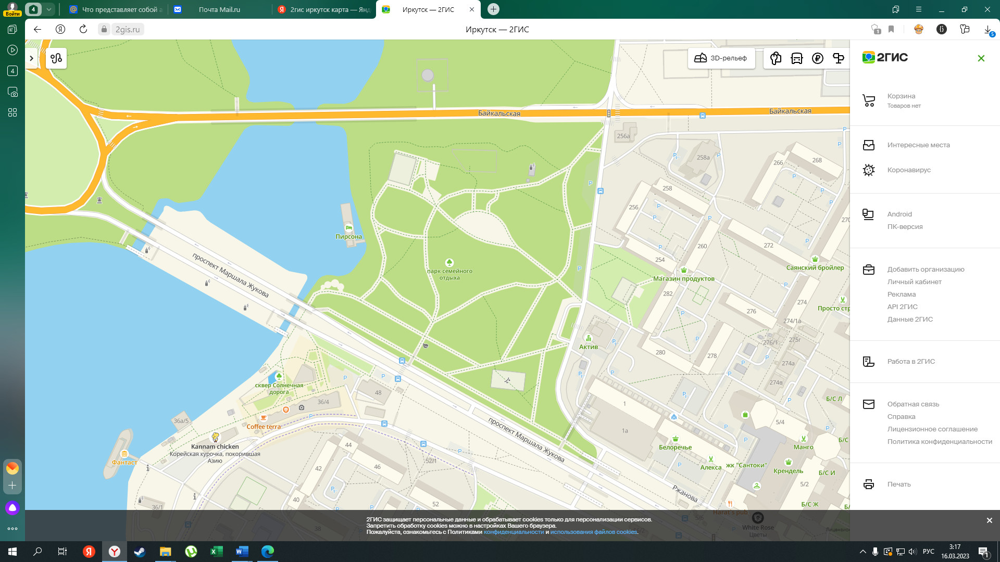 Войти
4
Что представляет собой а
Почта Mail.ru
2гис иркутск карта — Янд
Иркутск — 2ГИС
2gis.ru
Иркутск — 2ГИС
1
5
4
3D-рельеф
2ГИС
Корзина
Товаров нет
Интересные места
Коронавирус
Android
ПК-версия
Добавить организацию
Личный кабинет
Реклама
API 2ГИС
Данные 2ГИС
Работа в 2ГИС
Обратная связь
Справка
Лицензионное соглашение
Политика конфиденциальности
Печать
Байкальская
Байкальская
256а
258а
266
268
258
256
270
260
272
254
Саянский бройлер
Магазин продуктов
282
274
276
Просто стр
274/1а
276/1
275г
280
278
274а
274в
Пирсона
парк семейного
отдыха
проспект Маршала Жукова
Актив
сквер Солнечная
дорога
48
36/4
36а/5
Coffee terra
Kannam chicken
Корейская курочка, покорившая
Азию
Фантаст
44
46
42
40
52/1
52
36/1
38
проспект Маршала Жукова
1
1а
Белоречье
Алекса
жк "Сантоки"
5/4
Манго
Крендель
Б/С Л
Б/С И
Б/С Ж
5/2
Ржанова
5/6
Harat's pub
White Rose
Цветы
2ГИС защищает персональные данные и обрабатывает cookies только для персонализации сервисов.
Запретить обработку cookies можно в настройках Вашего браузера.
Пожалуйста, ознакомьтесь с Политиками конфиденциальности и использования файлов cookies.
РУС
3:17
16.03.2023
1